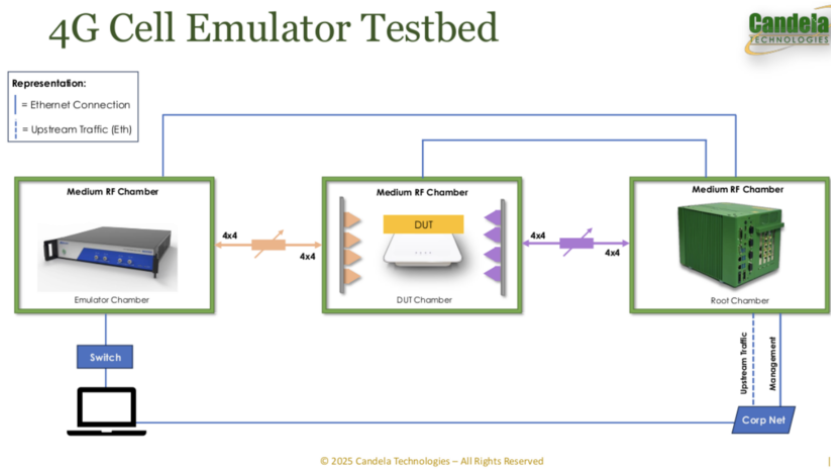 4G Cell Emulator Testbed
Candela
TECHNOLOGIES
Representation:
= Ethernet Connection
= Upstream Traffic (Eth)
Medium RF Chamber
Emulator Chamber
4x4
4x4
Medium RF Chamber
DUT
DUT Chamber
4x4
4x4
Medium RF Chamber
Root Chamber
Switch
Upstream Traffic
Management
Corp Net
© 2025 Candela Technologies – All Rights Reserved